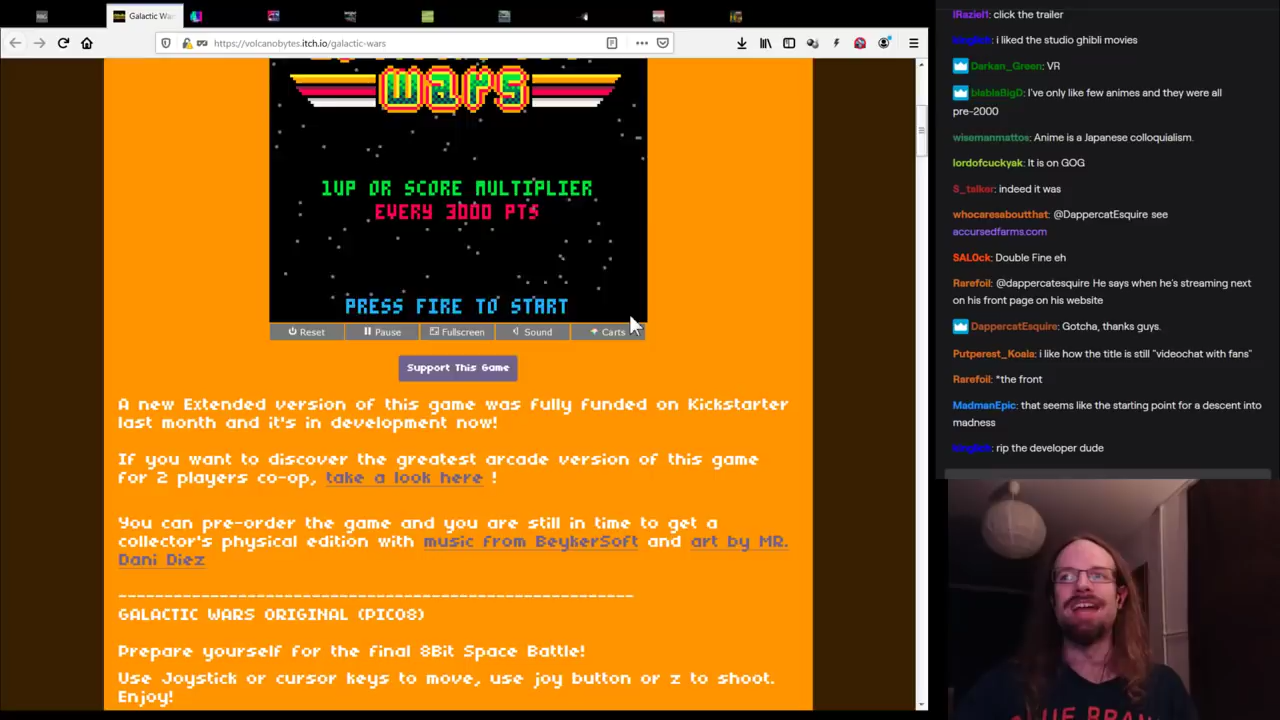 Galactic Wa
https://volcanobytes.itch.io/galactic-wars
wars
1UP OR SCORE MULTIPLIER
EVERY 3000 PTS
PRESS FIRE TO START
Reset
Pause
Fullscreen
Sound
Carts
Support This Game
A new Extended version of this game was fully funded on Kickstarter
last month and it's in development now!
If you want to discover the greatest arcade version of this game
for 2 players co-op, take a look here !
You can pre-order the game and you are still in time to get a
collector's physical edition with music from BeykerSoft and art by MR.
Dani Diez
GALACTIC WARS ORIGINAL (PICO8)
Prepare yourself for the final 8Bit Space Battle!
Use Joystick or cursor keys to move, use joy button or z to shoot.
Enjoy!
lRaziel1: click the trailer
: i liked the studio ghibli movies
Darkan_Green: VR
blablaBigD: I've only like few animes and they were all
pre-2000
wisemanmattos: Anime is a Japanese colloquialism.
lordofcuckyak: It is on GOG
S_talker: indeed it was
whocaresaboutthat: @DappercatEsquire see
accursedfarms.com
SAL0ck: Double Fine eh
Rarefoil: @dappercatesquire He says when he's streaming next
on his front page on his website
DappercatEsquire: Gotcha, thanks guys.
Putperest_Koala: i like how the title is still "videochat with fans"
Rarefoil: *the front
MadmanEpic: that seems like the starting point for a descent into
madness
: rip the developer dude